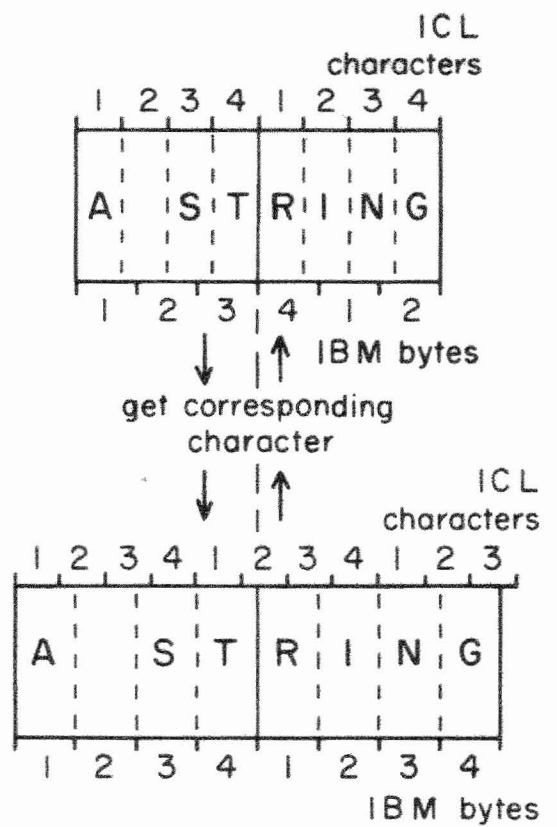 ICL
characters
1 2 3 4 1 2 3 4
A S T R I N G
1 2 3 4 1 2
IBM bytes
get corresponding
character
ICL
characters
1 2 3 4 1 2 3 4 1 2 3
A S T R I N G
1 2 3 4 1 2 3 4
IBM bytes